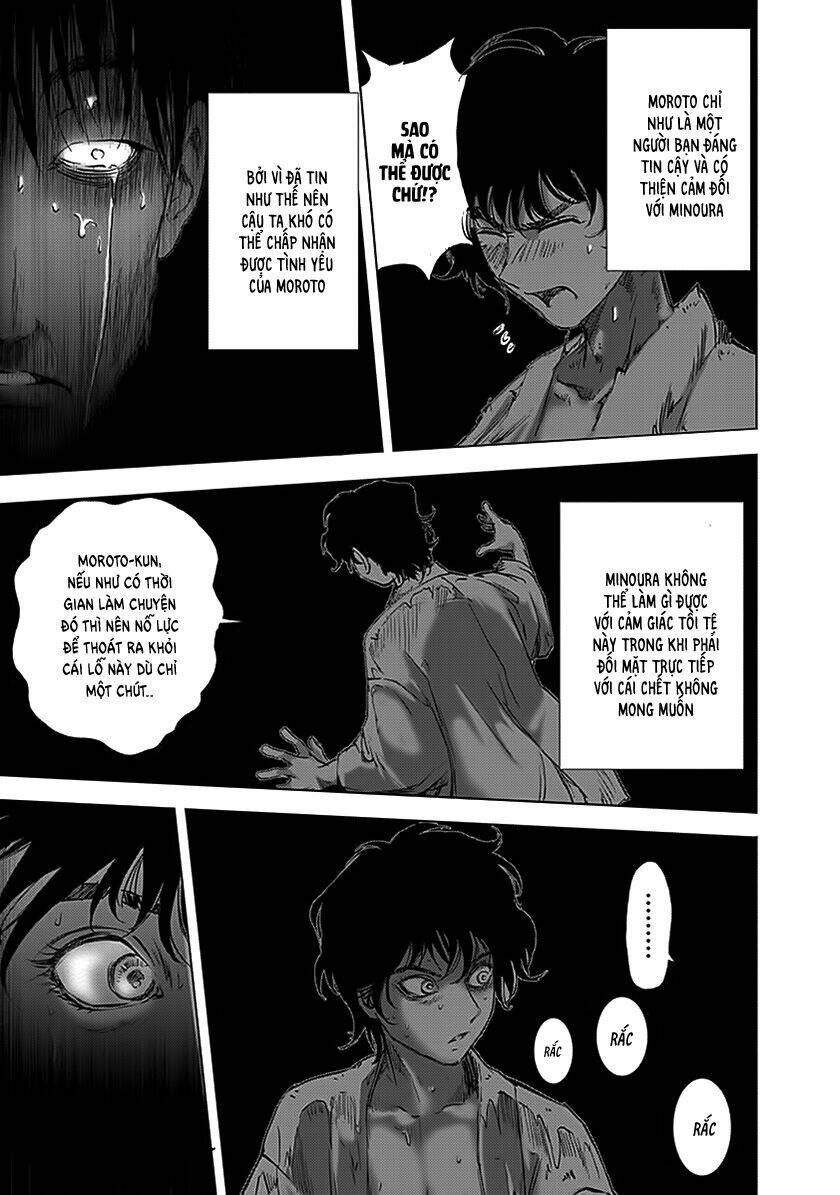 MOROTO CHỈ
NHƯ LÀ MỘT
NGƯỜI BẠN ĐÁNG
TIN CẬY VÀ CÓ
THIỆN CẢM ĐỐI
VỚI MINOURA
SAO
MÀ CÓ
THỂ ĐƯỢC
CHỨ!?
BỞI VÌ ĐÃ TIN
NHƯ THẾ NÊN
CẬU TA KHÓ CÓ
THỂ CHẤP NHẬN
ĐƯỢC TÌNH YÊU
CỦA MOROTO
MINOURA KHÔNG
THỂ LÀM GÌ ĐƯỢC
VỚI CẢM GIÁC TỒI TỆ
NÀY TRONG KHI PHẢI
ĐỐI MẶT TRỰC TIẾP
VỚI CÁI CHẾT KHÔNG
MONG MUỐN
MOROTO-KUN,
NẾU NHƯ CÓ THỜI
GIAN LÀM CHUYỆN
ĐÓ THÌ NÊN NỖ LỰC
ĐỂ THOÁT RA KHỎI
CÁI LỖ NÀY DÙ CHỈ
MỘT CHÚT..
.........
RẮC
RẮC
RẮC